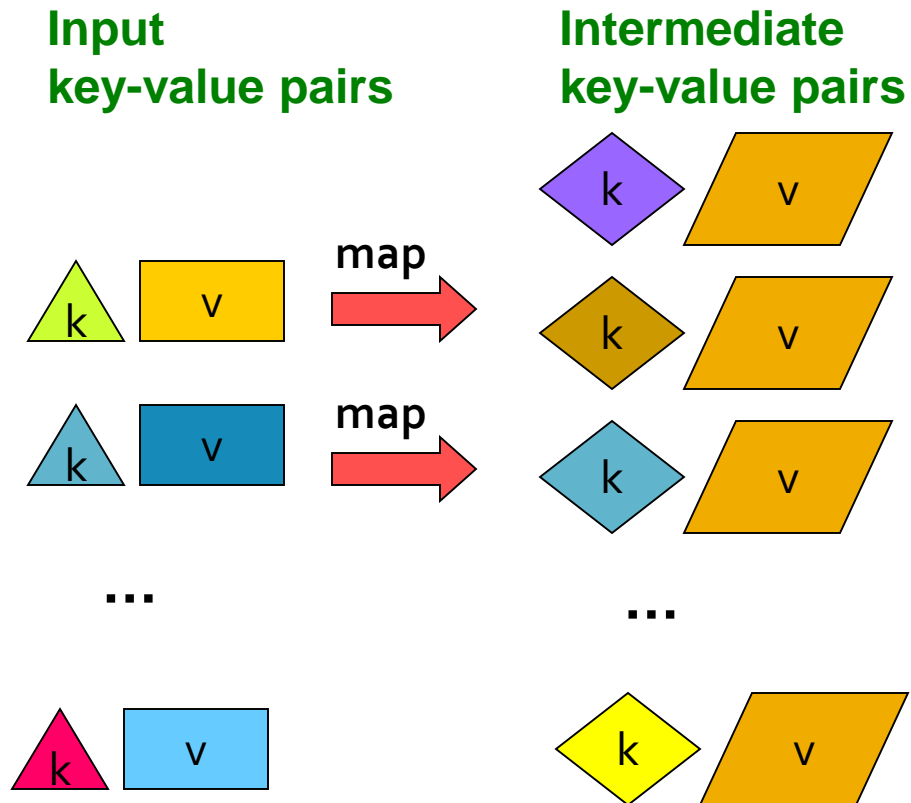 Input
key-value pairs
Intermediate
key-value pairs
k v
map
k v
k v
map
k v
k v
k v
...
...
k v
k v